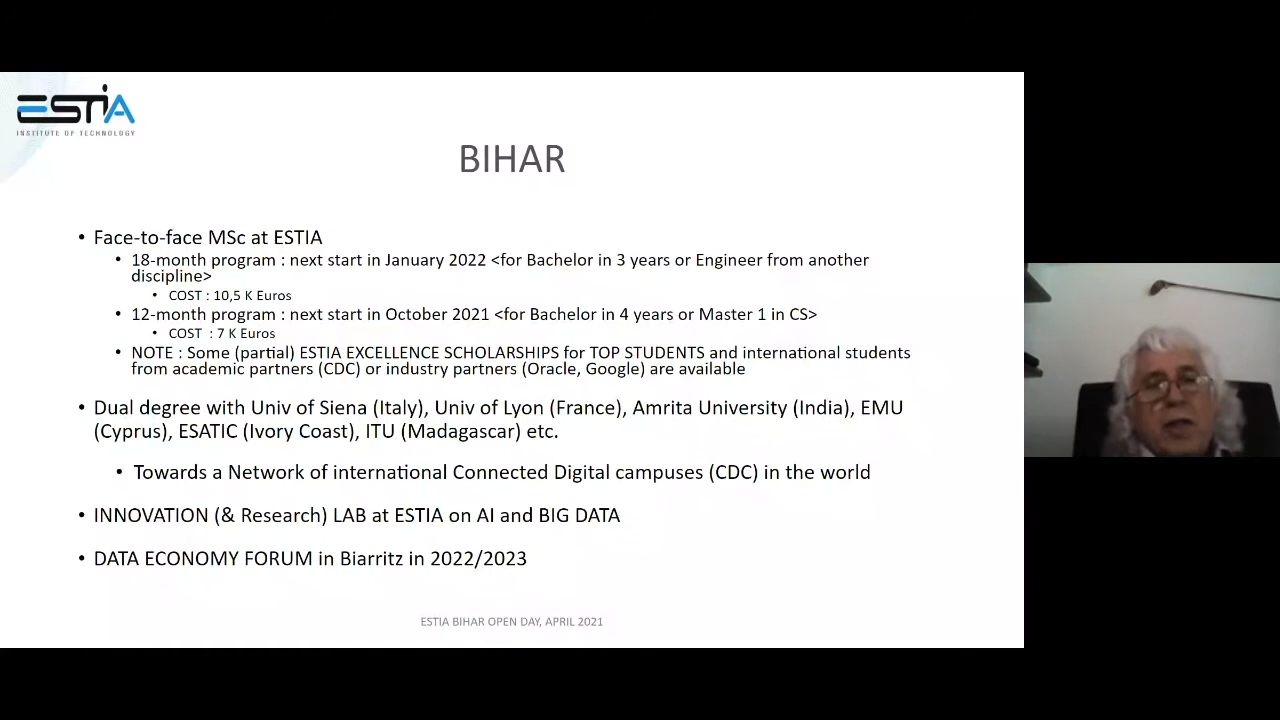 ESTIA
INSTITUTE OF TECHNOLOGY
BIHAR
• Face-to-face MSc at ESTIA
• 18-month program : next start in January 2022 <for Bachelor in 3 years or Engineer from another
discipline>
• COST : 10,5 K Euros
• 12-month program : next start in October 2021 <for Bachelor in 4 years or Master 1 in CS>
• COST : 7 K Euros
• NOTE : Some (partial) ESTIA EXCELLENCE SCHOLARSHIPS for TOP STUDENTS and international students
from academic partners (CDC) or industry partners (Oracle, Google) are available
• Dual degree with Univ of Siena (Italy), Univ of Lyon (France), Amrita University (India), EMU
(Cyprus), ESATIC (Ivory Coast), ITU (Madagascar) etc.
• Towards a Network of international Connected Digital campuses (CDC) in the world
• INNOVATION (& Research) LAB at ESTIA on AI and BIG DATA
• DATA ECONOMY FORUM in Biarritz in 2022/2023
ESTIA BIHAR OPEN DAY, APRIL 2021